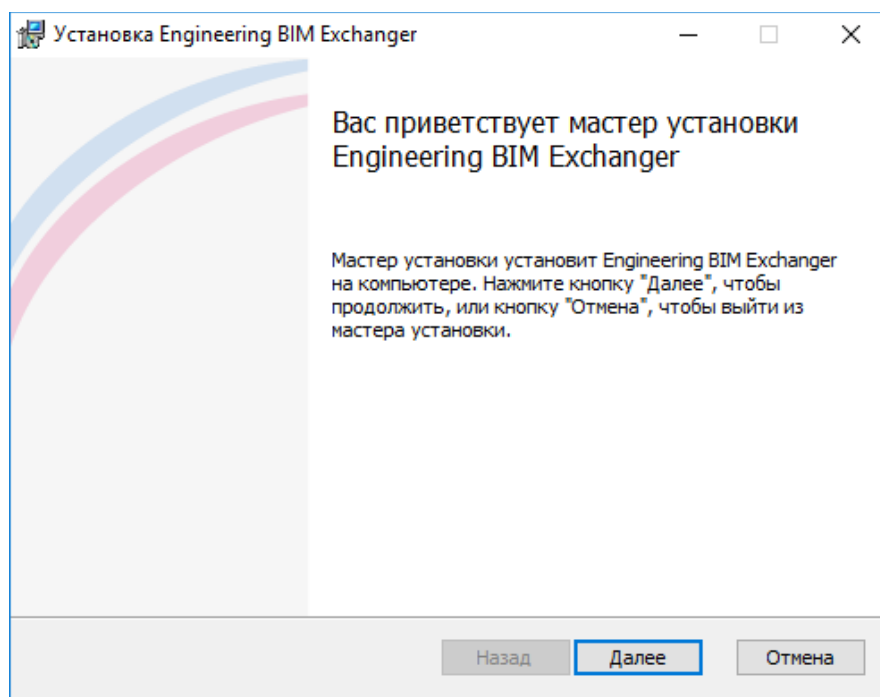 Установка Engineering BIM Exchanger
Вас приветствует мастер установки
Engineering BIM Exchanger
Мастер установки установит Engineering BIM Exchanger
на компьютере. Нажмите кнопку "Далее", чтобы
продолжить, или кнопку "Отмена", чтобы выйти из
мастера установки.
Назад
Далее
Отмена